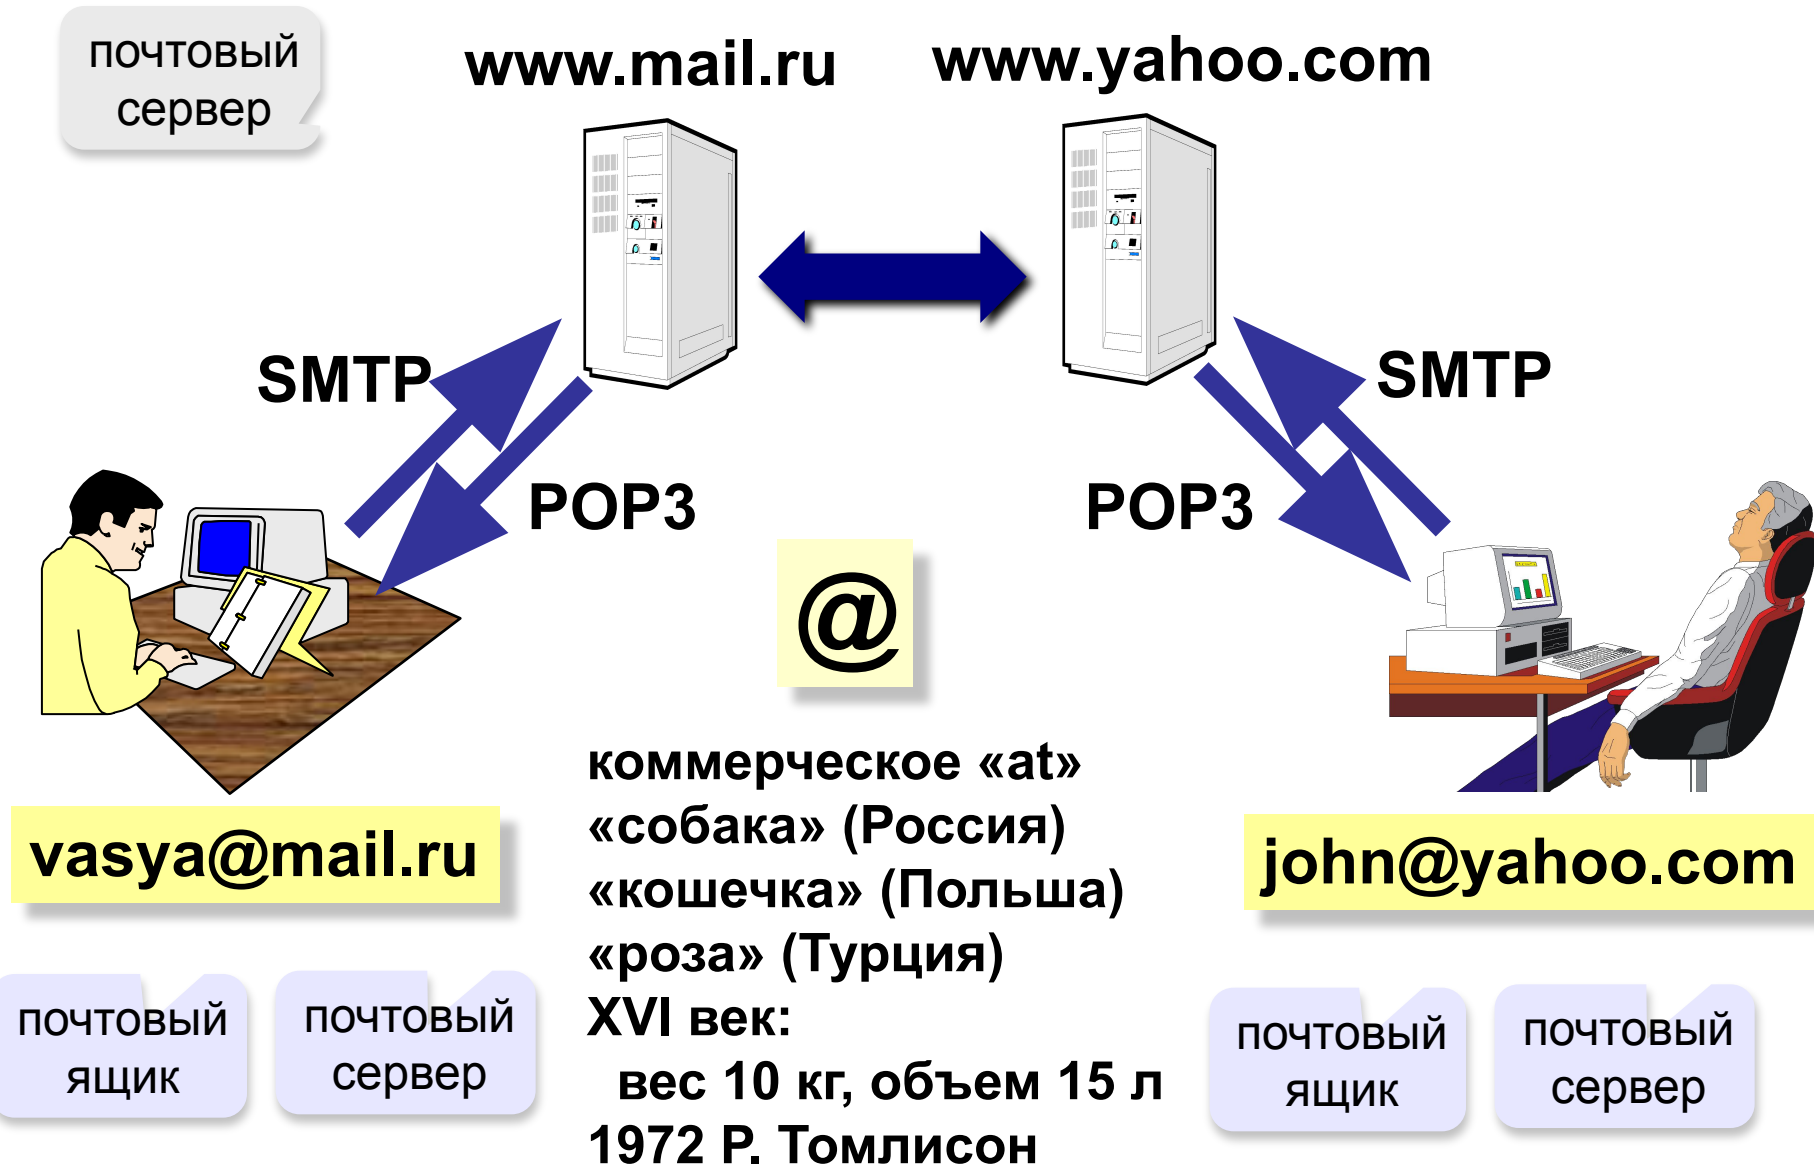 почтовый
сервер
www.mail.ru
www.yahoo.com
SMTP
SMTP
POP3
POP3
@
коммерческое «at»
«собака» (Россия)
«кошечка» (Польша)
«роза» (Турция)
XVI век:
вес 10 кг, объем 15 л
1972 Р. Томлисон
vasya@mail.ru
john@yahoo.com
почтовый
ящик
почтовый
сервер
почтовый
ящик
почтовый
сервер